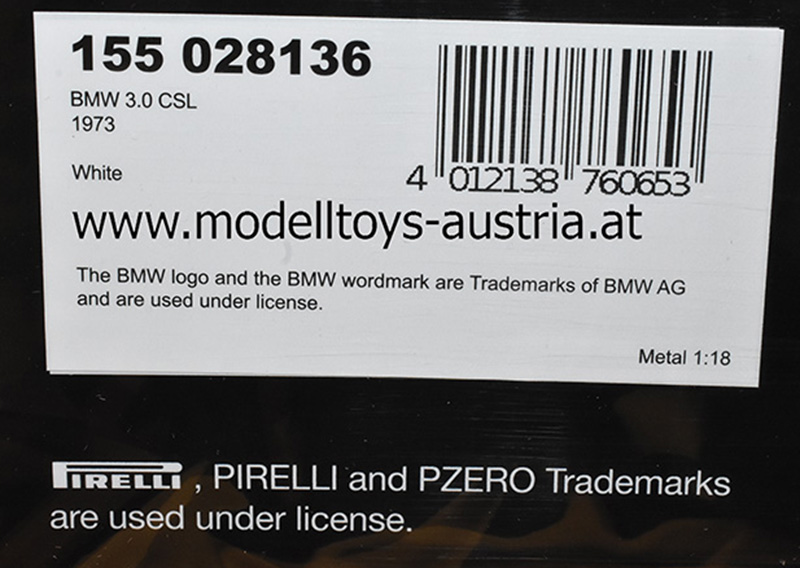 155 028136
BMW 3.0 CSL
1973
White
4 012138 760653
www.modelltoys-austria.at
The BMW logo and the BMW wordmark are Trademarks of BMW AG
and are used under license.
Metal 1:18
PIRELLI, PIRELLI and PZERO Trademarks
are used under license.